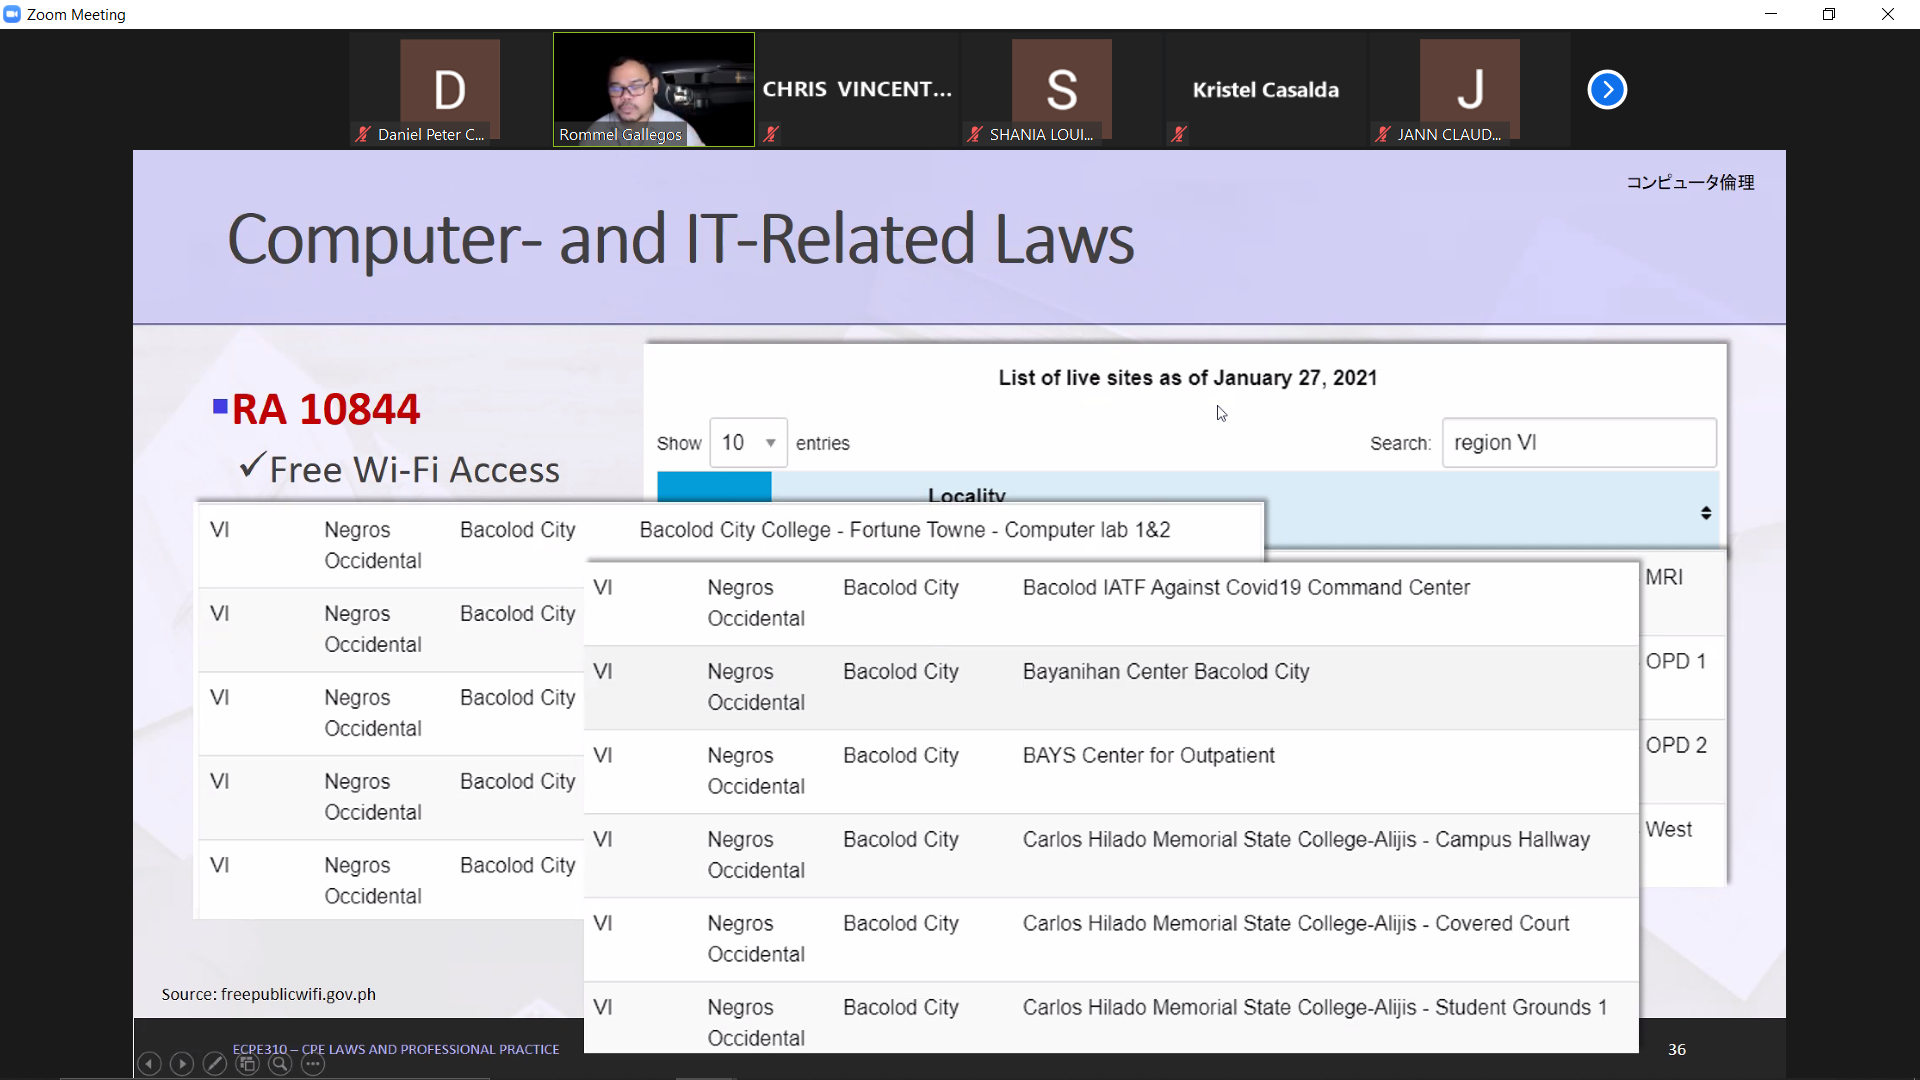 Zoom Meeting
D
Daniel Peter C...
Rommel Gallegos
CHRIS VINCENT...
S
SHANIA LOUI...
Kristel Casalda
J
JANN CLAUD...
コンピュータ倫理
Computer- and IT-Related Laws
RA 10844
✓Free Wi-Fi Access
List of live sites as of January 27, 2021
Show 10 entries
Search: region VI
Locality
VI Negros Occidental Bacolod City Bacolod City College - Fortune Towne - Computer lab 1&2
VI Negros Occidental Bacolod City
VI Negros Occidental Bacolod City
VI Negros Occidental Bacolod City
VI Negros Occidental Bacolod City
VI Negros Occidental Bacolod City Bacolod IATF Against Covid19 Command Center
VI Negros Occidental Bacolod City Bayanihan Center Bacolod City
VI Negros Occidental Bacolod City BAYS Center for Outpatient
VI Negros Occidental Bacolod City Carlos Hilado Memorial State College-Alijis - Campus Hallway
VI Negros Occidental Bacolod City Carlos Hilado Memorial State College-Alijis - Covered Court
VI Negros Occidental Bacolod City Carlos Hilado Memorial State College-Alijis - Student Grounds 1
MRI
OPD 1
OPD 2
West
Source: freepublicwifi.gov.ph
ECPE310 – CPE LAWS AND PROFESSIONAL PRACTICE
36